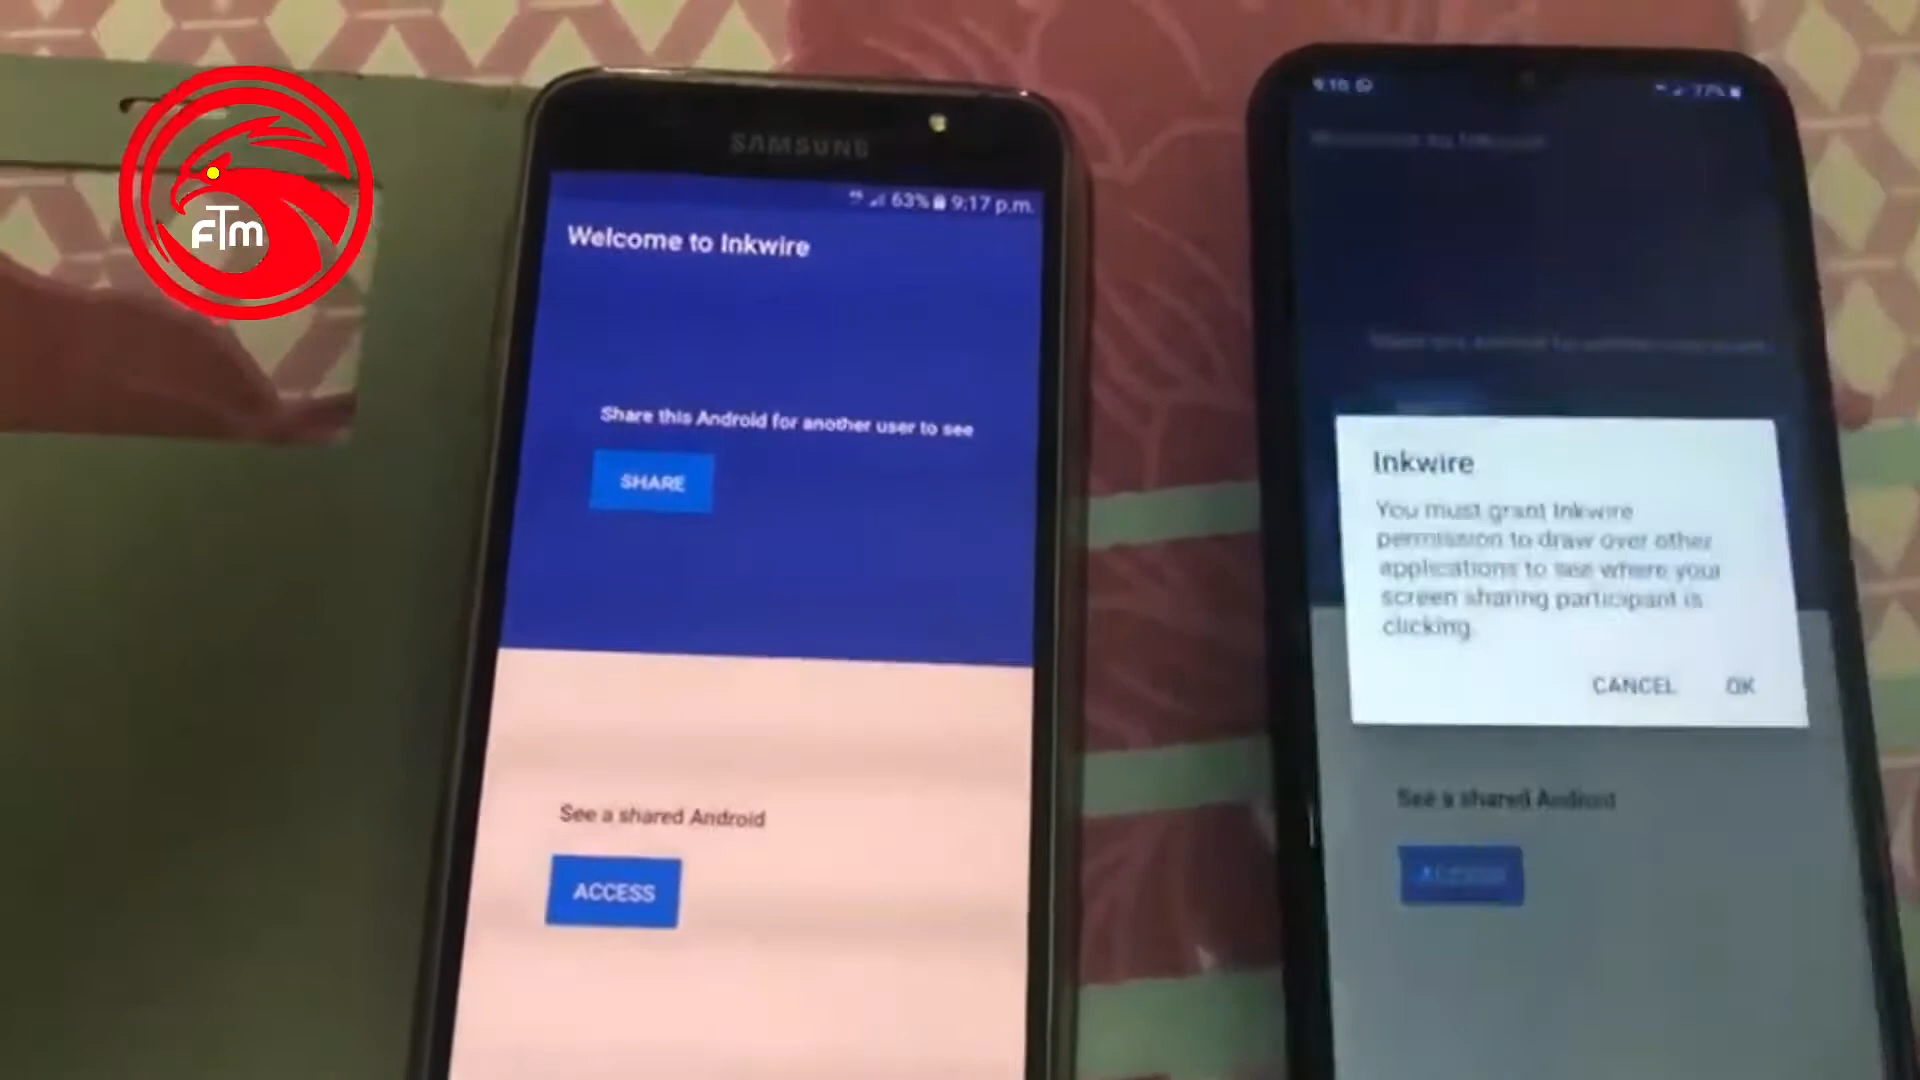 fTm
SAMSUNG
63% 9:17 p.m.
Welcome to Inkwire
Share this Android for another user to see
SHARE
See a shared Android
ACCESS
77%
Inkwire
You must grant Inkwire
permission to draw over other
applications to see where your
screen sharing participant is
clicking.
CANCEL OK
See a shared Android
ACCESS